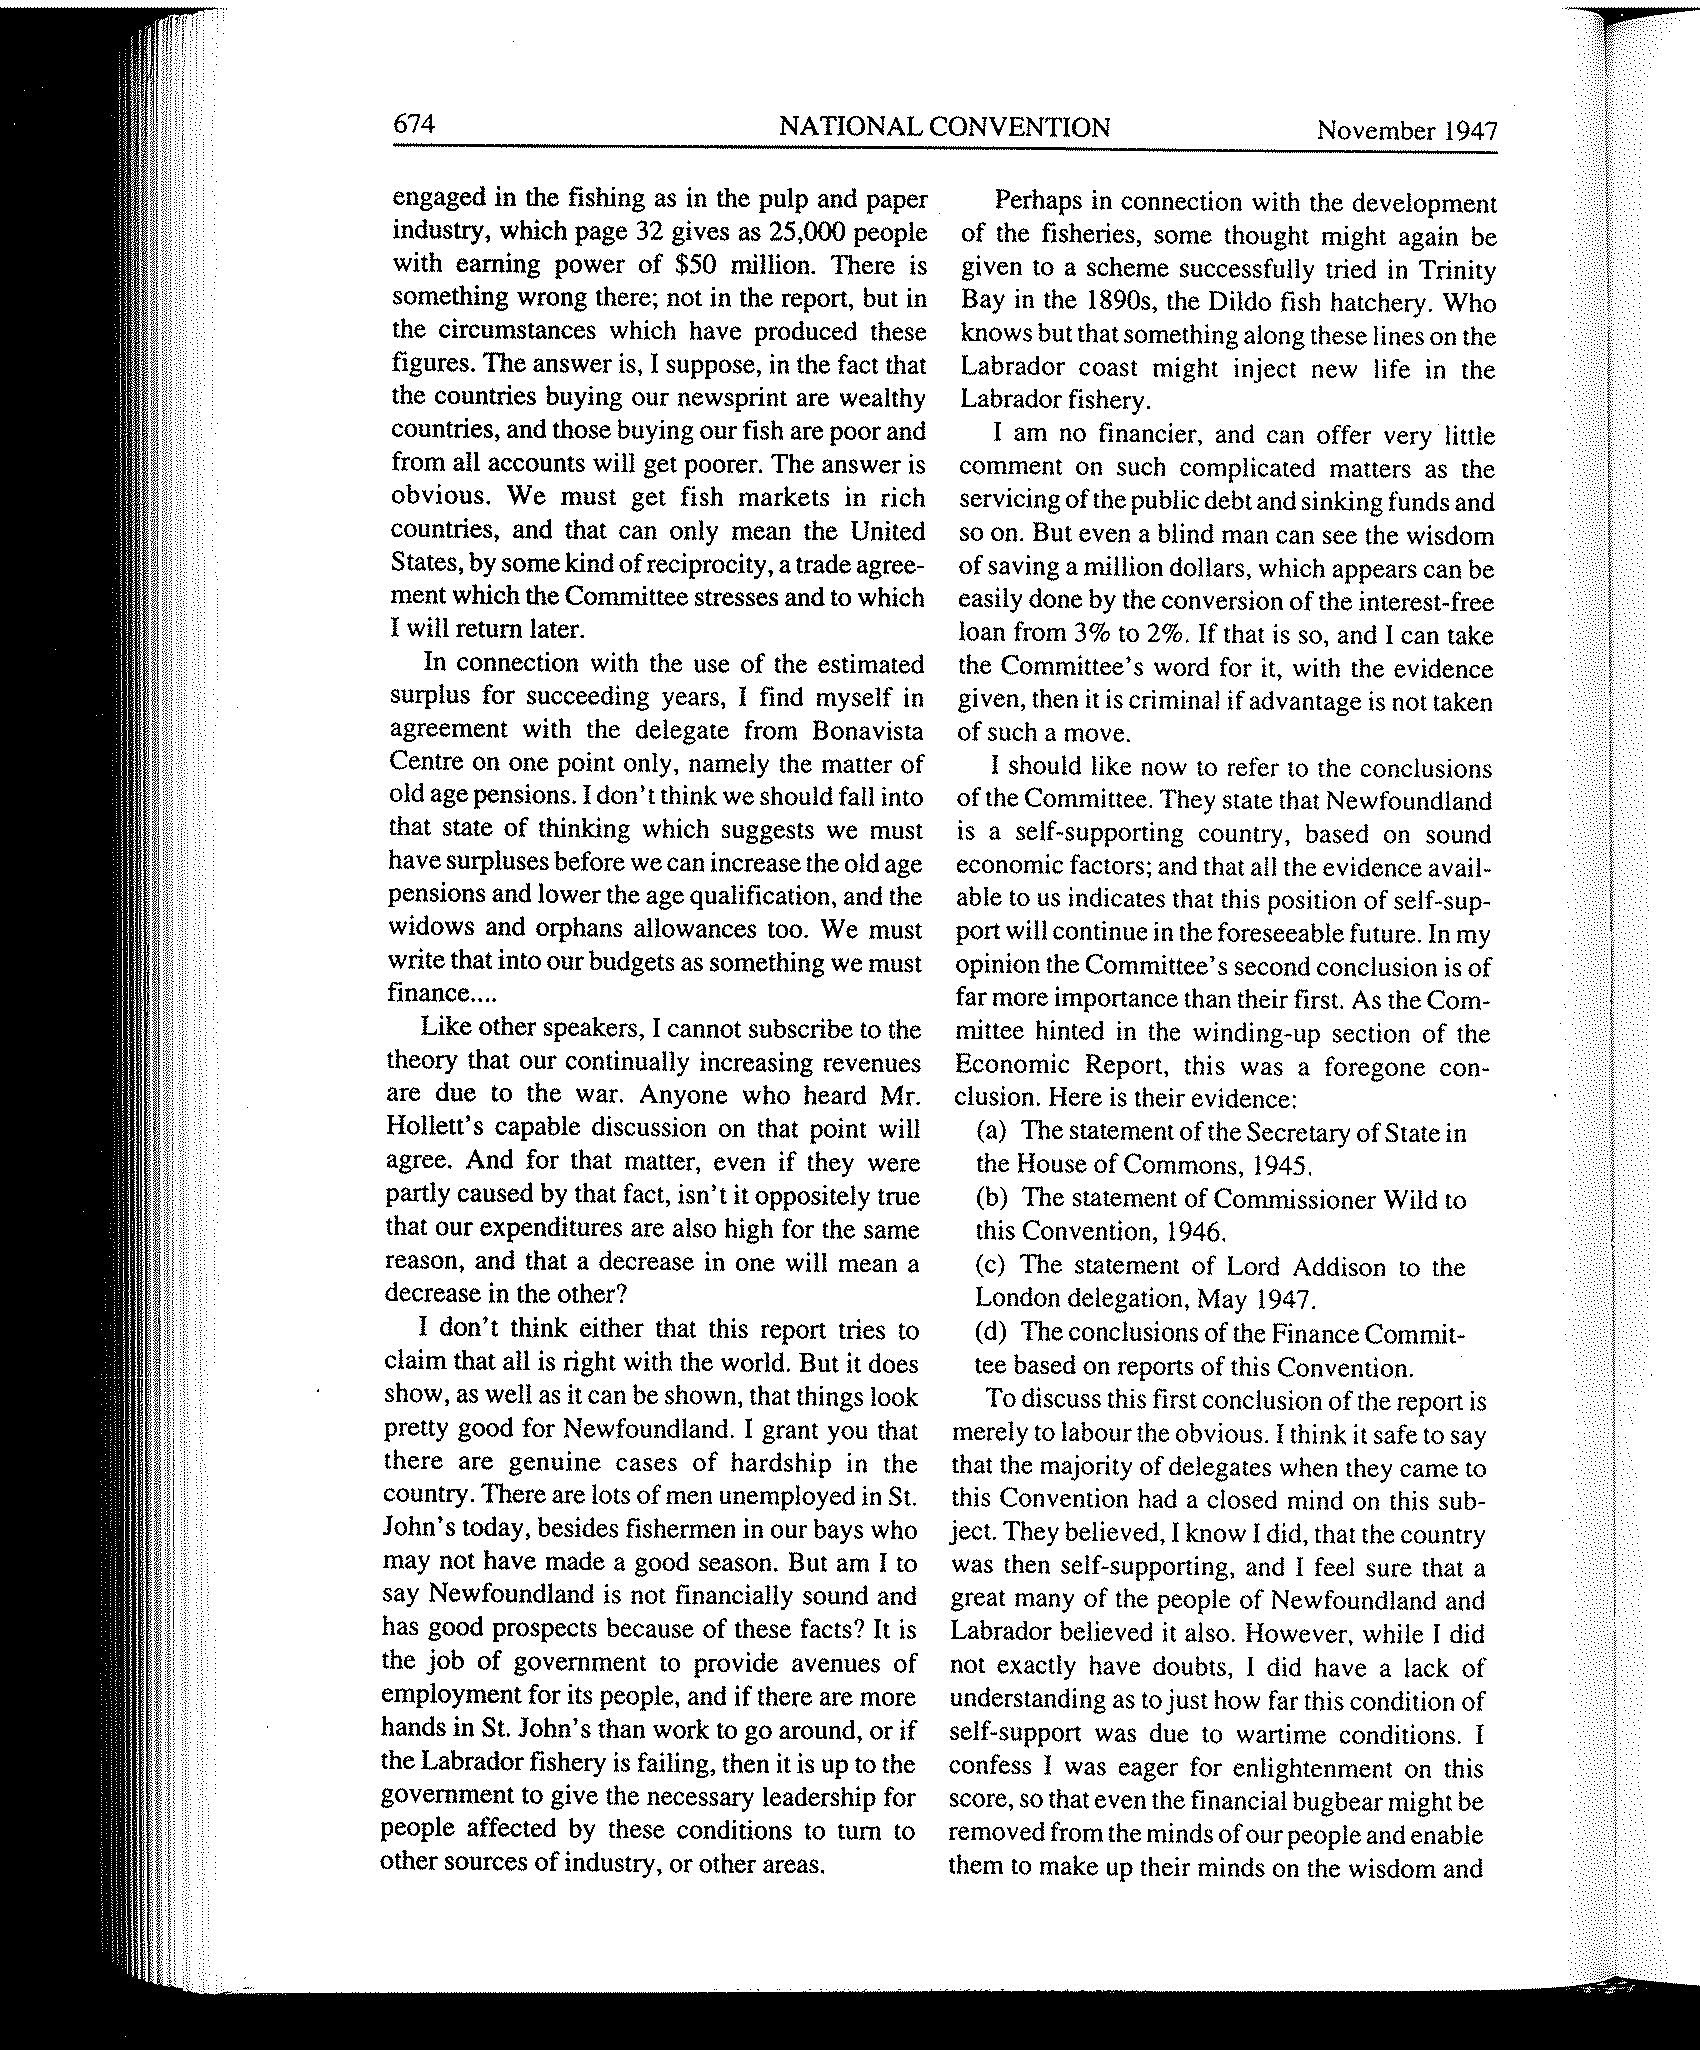 674
NATIONAL CONVENTION
November 1947
engaged in the fishing as in the pulp and paper
industry, which page 32 gives as 25,000 people
with earning power of $50 million. There is
something wrong there; not in the report, but in
the circumstances which have produced these
figures. The answer is, I suppose, in the fact that
the countries buying our newsprint are wealthy
countries, and those buying our fish are poor and
from all accounts will get poorer. The answer is
obvious. We must get fish markets in rich
countries, and that can only mean the United
States, by some kind of reciprocity, a trade agree-
ment which the Committee stresses and to which
I will return later.
In connection with the use of the estimated
surplus for succeeding years, I find myself in
agreement with the delegate from Bonavista
Centre on one point only, namely the matter of
old age pensions. I don't think we should fall into
that state of thinking which suggests we must
have surpluses before we can increase the old age
pensions and lower the age qualification, and the
widows and orphans allowances too. We must
write that into our budgets as something we must
finance....
Like other speakers, I cannot subscribe to the
theory that our continually increasing revenues
are due to the war. Anyone who heard Mr.
Hollett's capable discussion on that point will
agree. And for that matter, even if they were
partly caused by that fact, isn't it oppositely true
that our expenditures are also high for the same
reason, and that a decrease in one will mean a
decrease in the other?
I don't think either that this report tries to
claim that all is right with the world. But it does
show, as well as it can be shown, that things look
pretty good for Newfoundland. I grant you that
there are genuine cases of hardship in the
country. There are lots of men unemployed in St.
John's today, besides fishermen in our bays who
may not have made a good season. But am I to
say Newfoundland is not financially sound and
has good prospects because of these facts? It is
the job of government to provide avenues of
employment for its people, and if there are more
hands in St. John's than work to go around, or if
the Labrador fishery is failing, then it is up to the
government to give the necessary leadership for
people affected by these conditions to turn to
other sources of industry, or other areas.
Perhaps in connection with the development
of the fisheries, some thought might again be
given to a scheme successfully tried in Trinity
Bay in the 1890s, the Dildo fish hatchery. Who
knows but that something along these lines on the
Labrador coast might inject new life in the
Labrador fishery.
I am no financier, and can offer very little
comment on such complicated matters as the
servicing of the public debt and sinking funds and
so on. But even a blind man can see the wisdom
of saving a million dollars, which appears can be
easily done by the conversion of the interest-free
loan from 3% to 2%. If that is so, and I can take
the Committee's word for it, with the evidence
given, then it is criminal if advantage is not taken
of such a move.
I should like now to refer to the conclusions
of the Committee. They state that Newfoundland
is a self-supporting country, based on sound
economic factors; and that all the evidence avail-
able to us indicates that this position of self-sup-
port will continue in the foreseeable future. In my
opinion the Committee's second conclusion is of
far more importance than their first. As the Com-
mittee hinted in the winding-up section of the
Economic Report, this was a foregone con-
clusion. Here is their evidence:
(a) The statement of the Secretary of State in
the House of Commons, 1945.
(b) The statement of Commissioner Wild to
this Convention, 1946.
(c) The statement of Lord Addison to the
London delegation, May 1947.
(d) The conclusions of the Finance Commit-
tee based on reports of this Convention.
To discuss this first conclusion of the report is
merely to labour the obvious. I think it safe to say
that the majority of delegates when they came to
this Convention had a closed mind on this sub-
ject. They believed, I know I did, that the country
was then self-supporting, and I feel sure that a
great many of the people of Newfoundland and
Labrador believed it also. However, while I did
not exactly have doubts, I did have a lack of
understanding as to just how far this condition of
self-support was due to wartime conditions. I
confess I was eager for enlightenment on this
score, so that even the financial bugbear might be
removed from the minds of our people and enable
them to make up their minds on the wisdom and